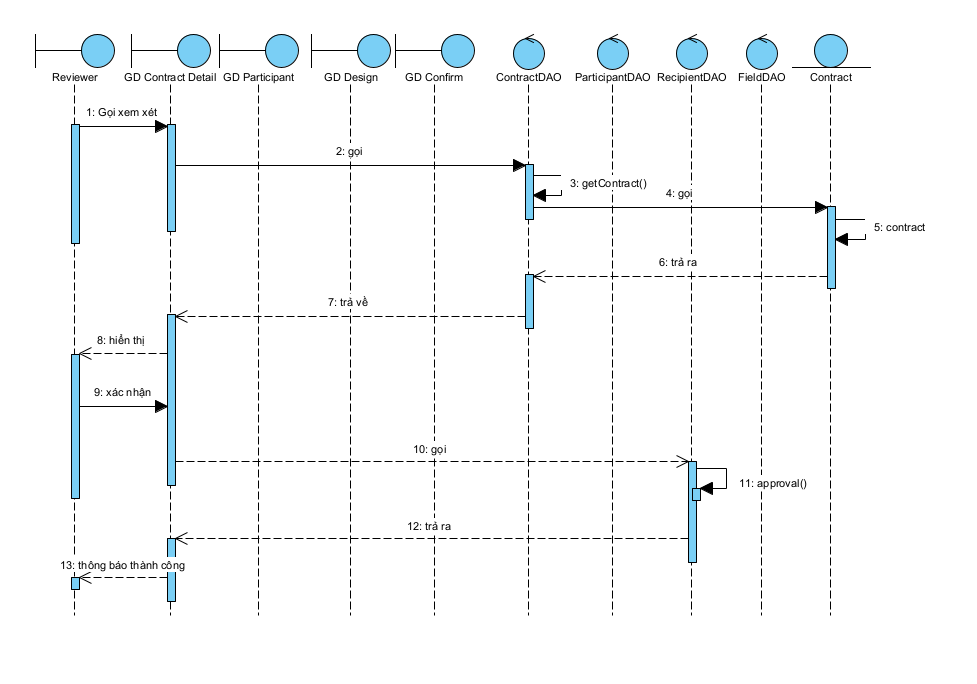 Reviewer
GD Contract Detail
GD Participant
GD Design
GD Confirm
ContractDAO
ParticipantDAO
RecipientDAO
FieldDAO
Contract
1: Gọi xem xét
2: gọi
3: getContract()
4: gọi
5: contract
6: trả ra
7: trả về
8: hiển thị
9: xác nhận
10: gọi
11: approval()
12: trả ra
13: thông báo thành công